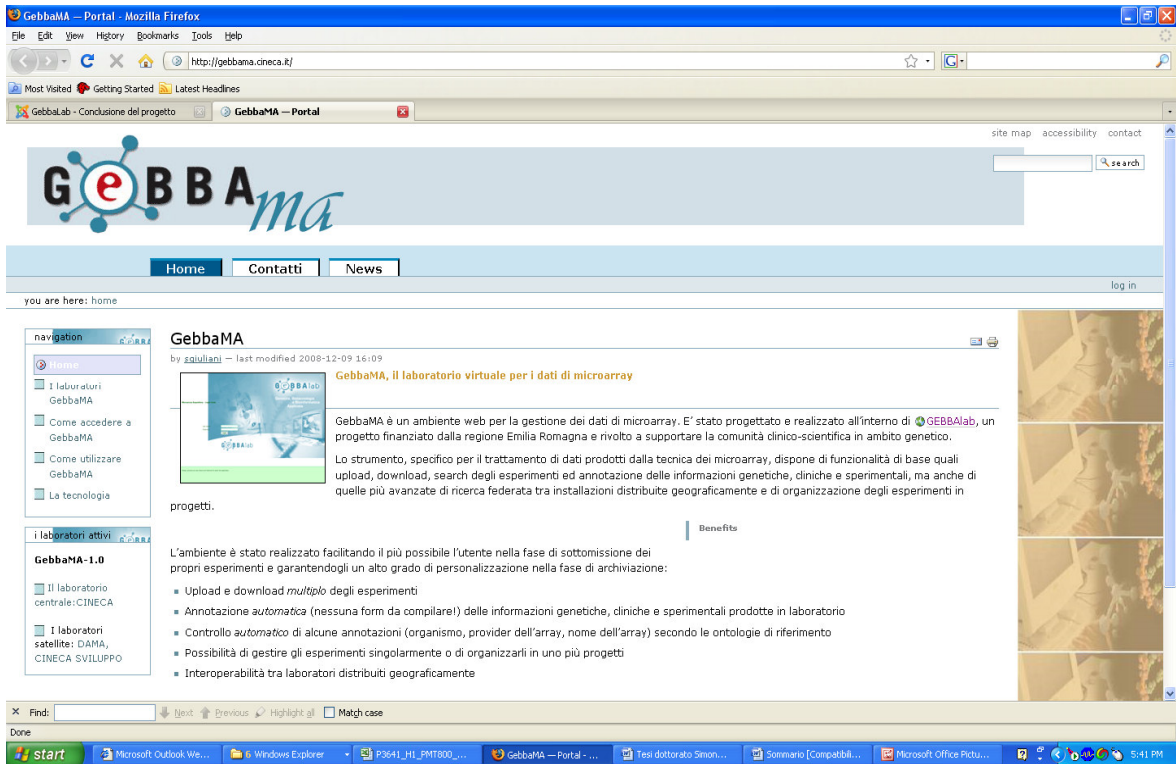 GebbaMA — Portal - Mozilla Firefox
File Edit View History Bookmarks Tools Help
http://gebbama.cineca.it/
G
Most Visited Getting Started Latest Headlines
GebbaLab - Conclusione del progetto
GebbaMA — Portal
site map accessibility contact
search
GeBBAma
Home Contatti News
log in
you are here: home
navigation
Home
I laboratori
GebbaMA
Come accedere a
GebbaMA
Come utilizzare
GebbaMA
La tecnologia
i laboratori attivi
GebbaMA-1.0
Il laboratorio
centrale:CINECA
I laboratori
satellite: DAMA,
CINECA SVILUPPO
GebbaMA
by sgiuliani — last modified 2008-12-09 16:09
GeBBAlab
GeBBAlab
GebbaMA, il laboratorio virtuale per i dati di microarray
GebbaMA è un ambiente web per la gestione dei dati di microarray. E' stato progettato e realizzato all'interno di GEBBAlab, un
progetto finanziato dalla regione Emilia Romagna e rivolto a supportare la comunità clinico-scientifica in ambito genetico.
Lo strumento, specifico per il trattamento di dati prodotti dalla tecnica dei microarray, dispone di funzionalità di base quali
upload, download, search degli esperimenti ed annotazione delle informazioni genetiche, cliniche e sperimentali, ma anche di
quelle più avanzate di ricerca federata tra installazioni distribuite geograficamente e di organizzazione degli esperimenti in
progetti.
Benefits
L'ambiente è stato realizzato facilitando il più possibile l'utente nella fase di sottomissione dei
propri esperimenti e garantendogli un alto grado di personalizzazione nella fase di archiviazione:
Upload e download multiplo degli esperimenti
Annotazione automatica (nessuna form da compilare!) delle informazioni genetiche, cliniche e sperimentali prodotte in laboratorio
Controllo automatico di alcune annotazioni (organismo, provider dell'array, nome dell'array) secondo le ontologie di riferimento
Possibilità di gestire gli esperimenti singolarmente o di organizzarli in uno più progetti
Interoperabilità tra laboratori distribuiti geograficamente
Find: Next Previous Highlight all Match case
Done
start Microsoft Outlook We... 6 Windows Explorer P3641_H1_PMT800_... GebbaMA — Portal - ... Tesi dottorato Simon... Sommario [Compatibili... Microsoft Office Pictu... 5:41 PM